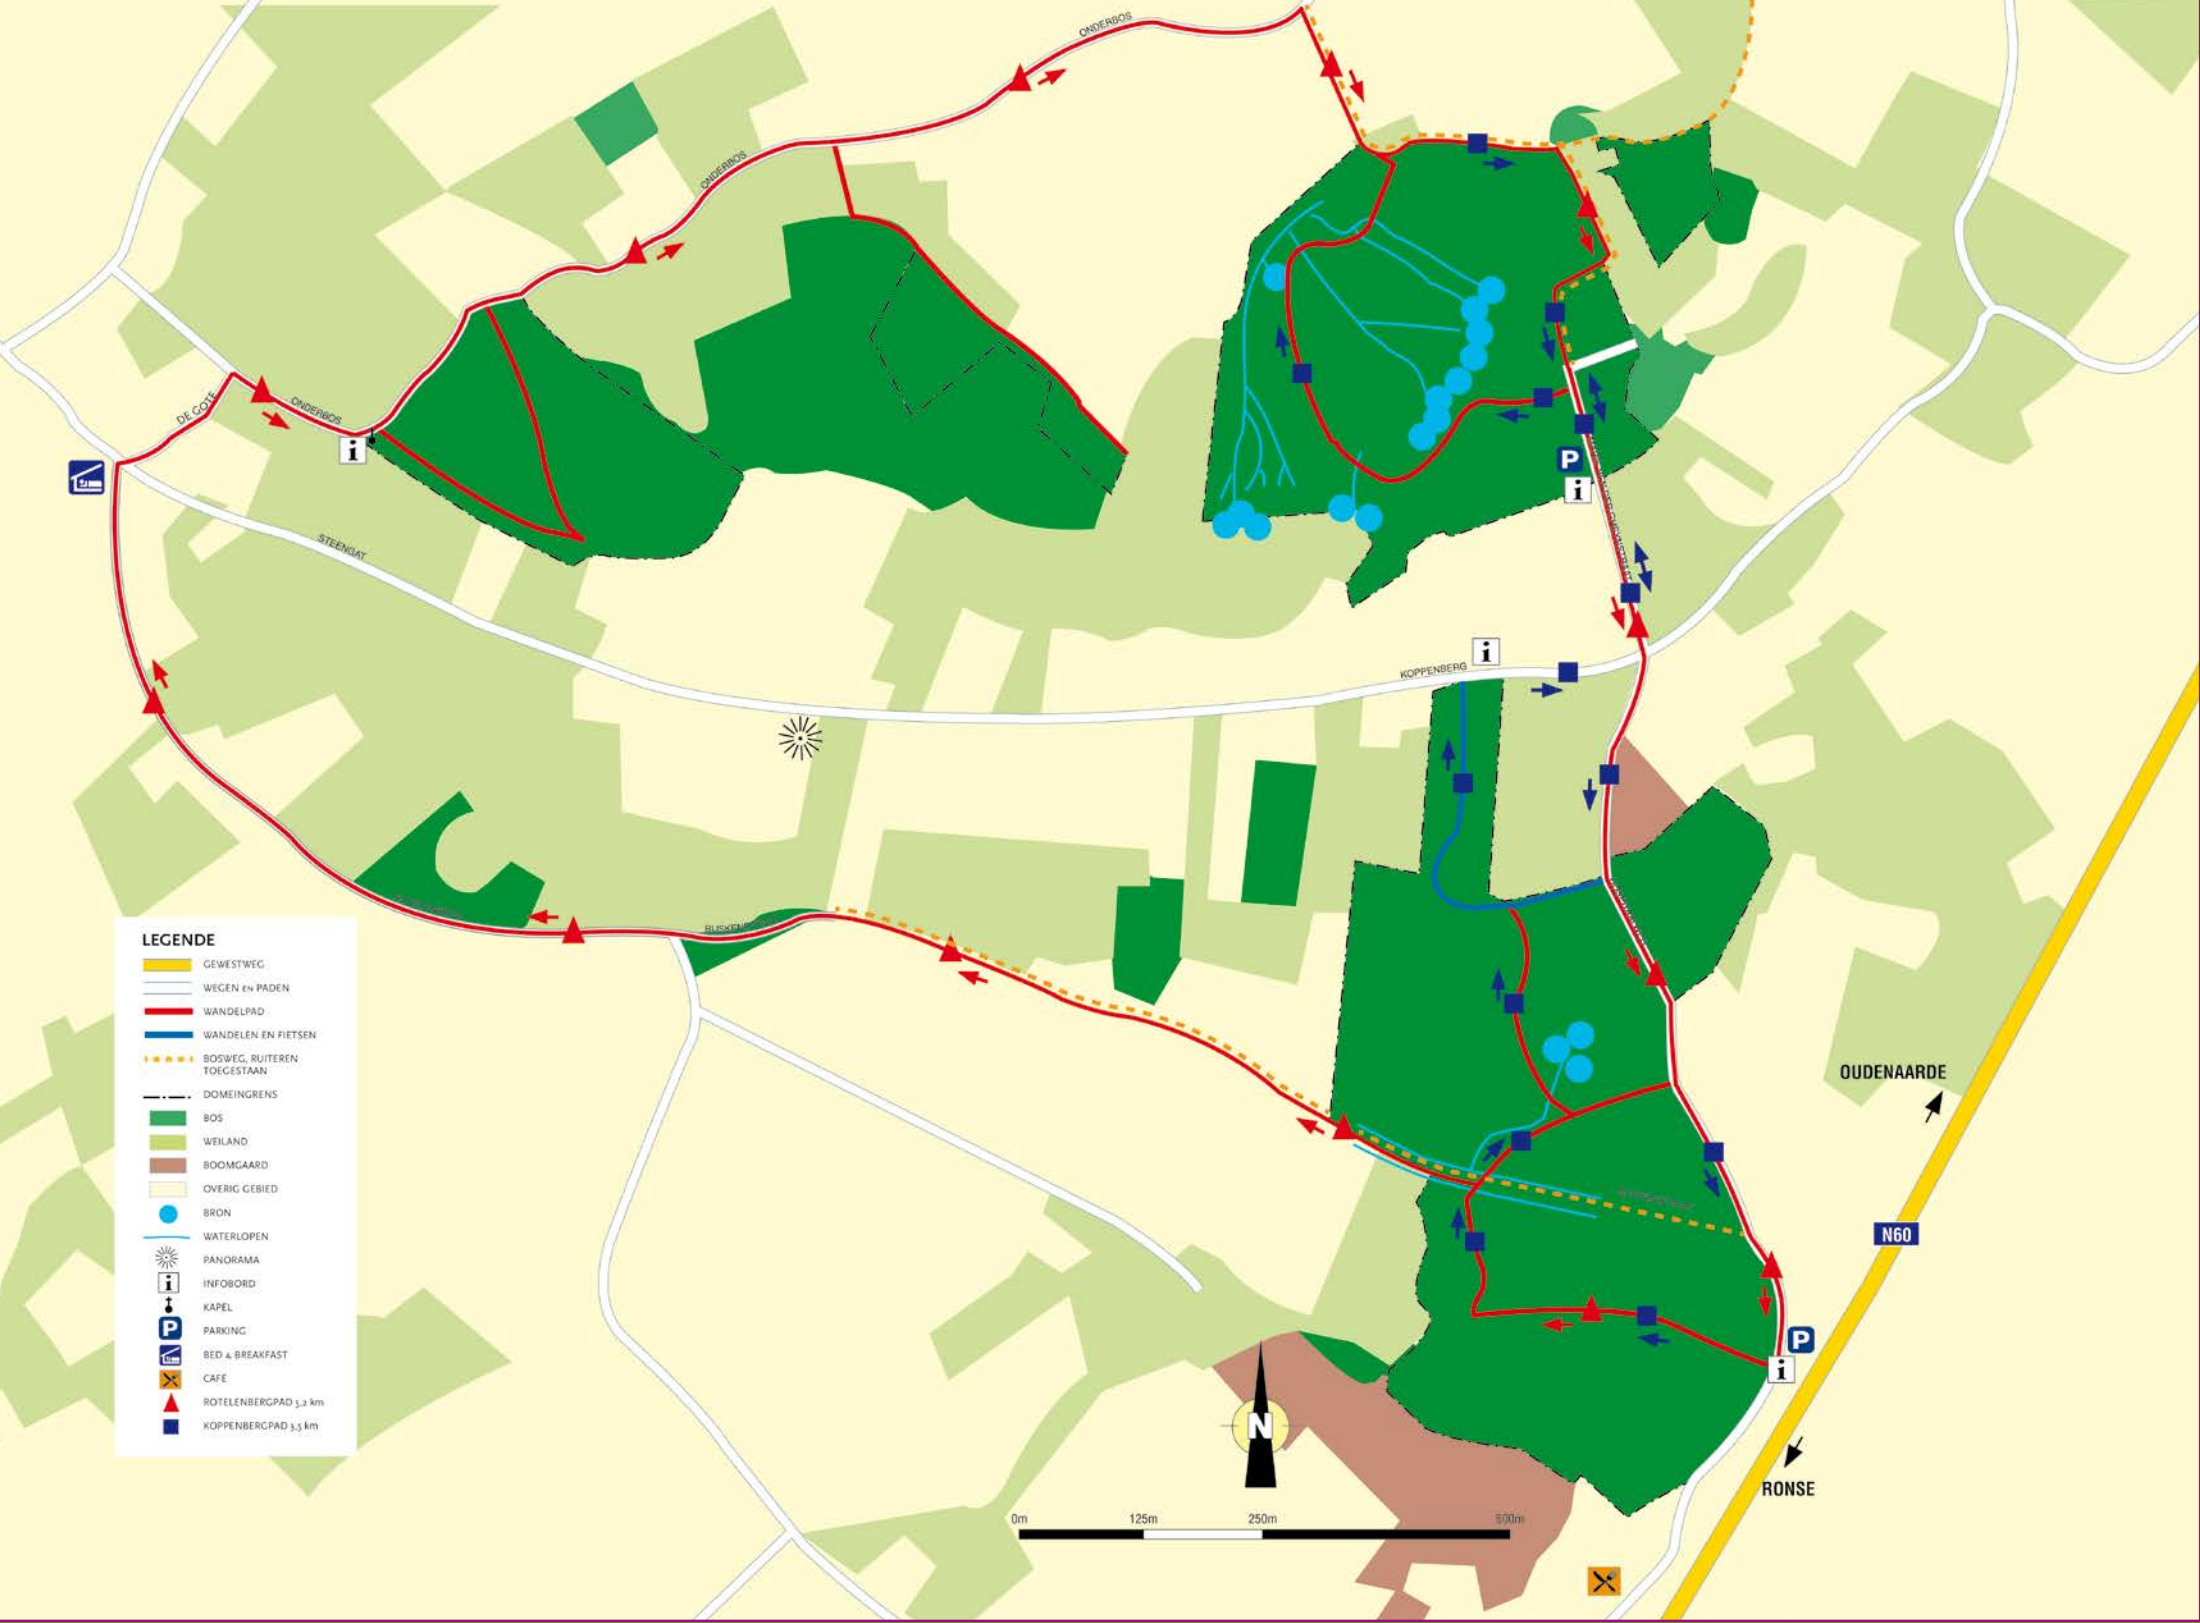 ONDERBOS
ONDERBOS
DE GOTE
ONDERBOS
P
i
i
STEENGAT
KOPPENBERG
i
LEGENDE
GEWESTWEG
WEGEN EN PADEN
WANDELPAD
WANDELEN EN FIETSEN
BOSWEG, RUITEREN
TOEGESTAAN
DOMEINGRENS
BOS
WEILAND
BOOMGAARD
OVERIG GEBIED
BRON
WATERLOPEN
PANORAMA
i INFOBORD
KAPEL
P PARKING
BED & BREAKFAST
CAFE
ROTELENBERGPAD 5,2 km
KOPPENBERGPAD 3,5 km
OUDENAARDE
N60
P
i
N
RONSE
0m 125m 250m 500m